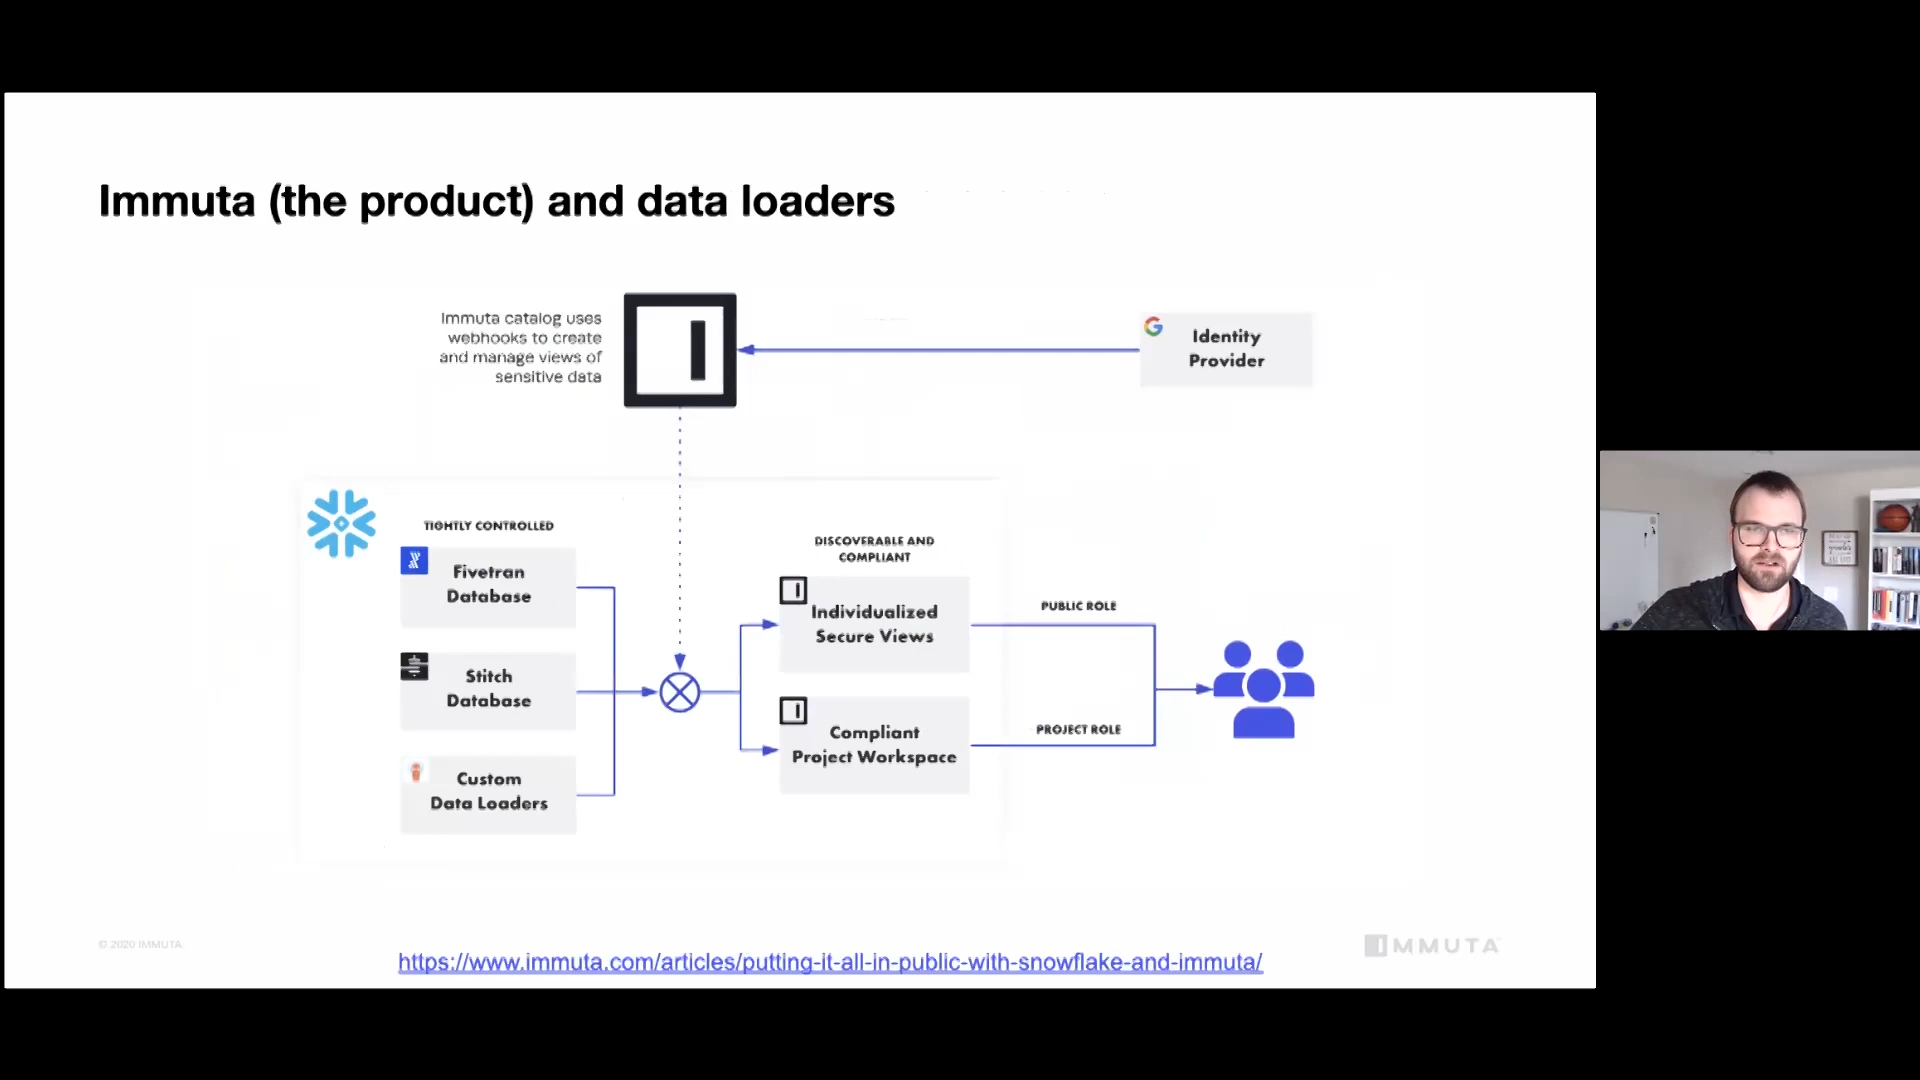 Immuta (the product) and data loaders
Immuta catalog uses
webhooks to create
and manage views of
sensitive data
Identity
Provider
TIGHTLY CONTROLLED
Fivetran
Database
Stitch
Database
Custom
Data Loaders
DISCOVERABLE AND
COMPLIANT
Individualized
Secure Views
Compliant
Project Workspace
PUBLIC ROLE
PROJECT ROLE
© 2020 IMMUTA
https://www.immuta.com/articles/putting-it-all-in-public-with-snowflake-and-immuta/
IMMUTA